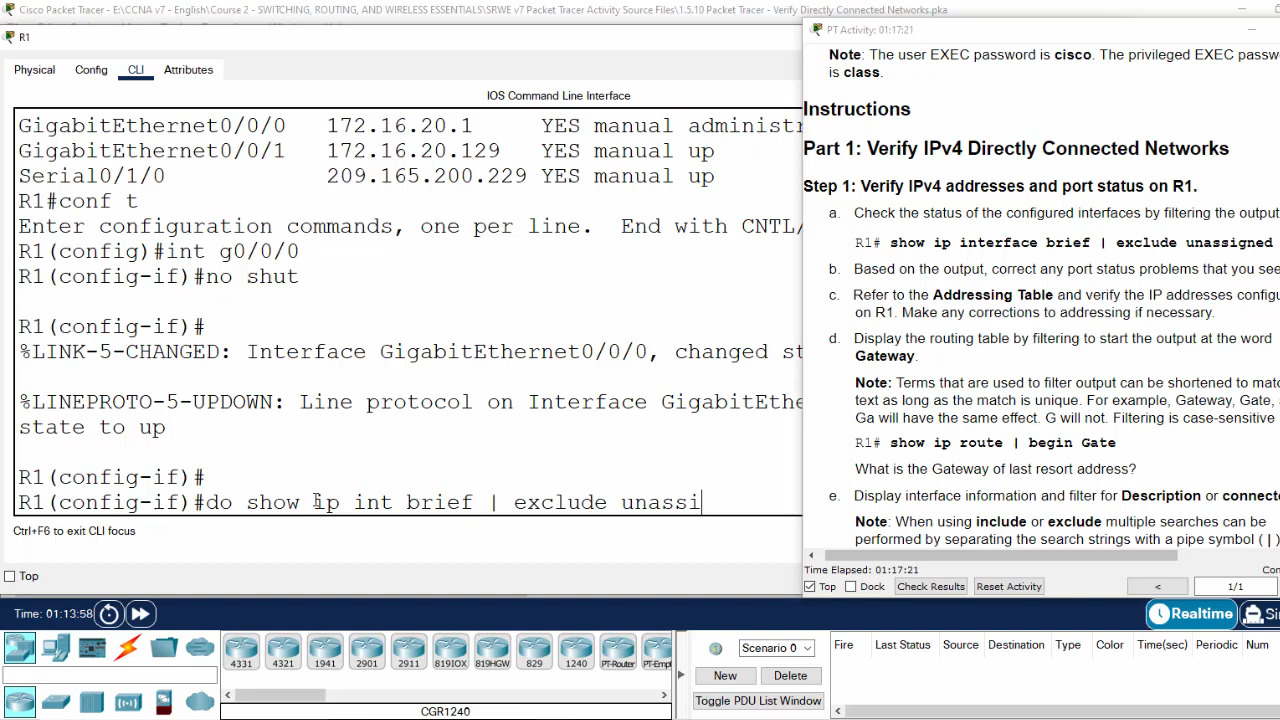 Cisco Packet Tracer - E:\CCNA v7 - English\Course 2 - SWITCHING, ROUTING, AND WIRELESS ESSENTIALS\SRWE v7 Packet Tracer Activity Source Files\1.5.10 Packet Tracer - Verify Directly Connected Networks.pka
R1
Physical Config CLI Attributes
IOS Command Line Interface
GigabitEthernet0/0/0 172.16.20.1 YES manual administr
GigabitEthernet0/0/1 172.16.20.129 YES manual up
Serial0/1/0 209.165.200.229 YES manual up
R1#conf t
Enter configuration commands, one per line. End with CNTL/
R1(config)#int g0/0/0
R1(config-if)#no shut
R1(config-if)#
%LINK-5-CHANGED: Interface GigabitEthernet0/0/0, changed st
%LINEPROTO-5-UPDOWN: Line protocol on Interface GigabitEthe
state to up
R1(config-if)#
R1(config-if)#do show ip int brief | exclude unassi
Ctrl+F6 to exit CLI focus
Top
PT Activity: 01:17:21
Note: The user EXEC password is cisco. The privileged EXEC passw
is class.
Instructions
Part 1: Verify IPv4 Directly Connected Networks
Step 1: Verify IPv4 addresses and port status on R1.
a. Check the status of the configured interfaces by filtering the output
R1# show ip interface brief | exclude unassigned
b. Based on the output, correct any port status problems that you see
c. Refer to the Addressing Table and verify the IP addresses configu
on R1. Make any corrections to addressing if necessary.
d. Display the routing table by filtering to start the output at the word
Gateway.
Note: Terms that are used to filter output can be shortened to matc
text as long as the match is unique. For example, Gateway, Gate, a
Ga will have the same effect. G will not. Filtering is case-sensitive
R1# show ip route | begin Gate
What is the Gateway of last resort address?
e. Display interface information and filter for Description or connecte
Note: When using include or exclude multiple searches can be
performed by separating the search strings with a pipe symbol ( | )
Time Elapsed: 01:17:21 Con
Top Dock Check Results Reset Activity < 1/1
Time: 01:13:58 Realtime Sir
4331 4321 1941 2901 2911 819IOX 819HGW 829 1240 PT-Router PT-Empt
CGR1240
Scenario 0
New Delete
Toggle PDU List Window
Fire Last Status Source Destination Type Color Time(sec) Periodic Num